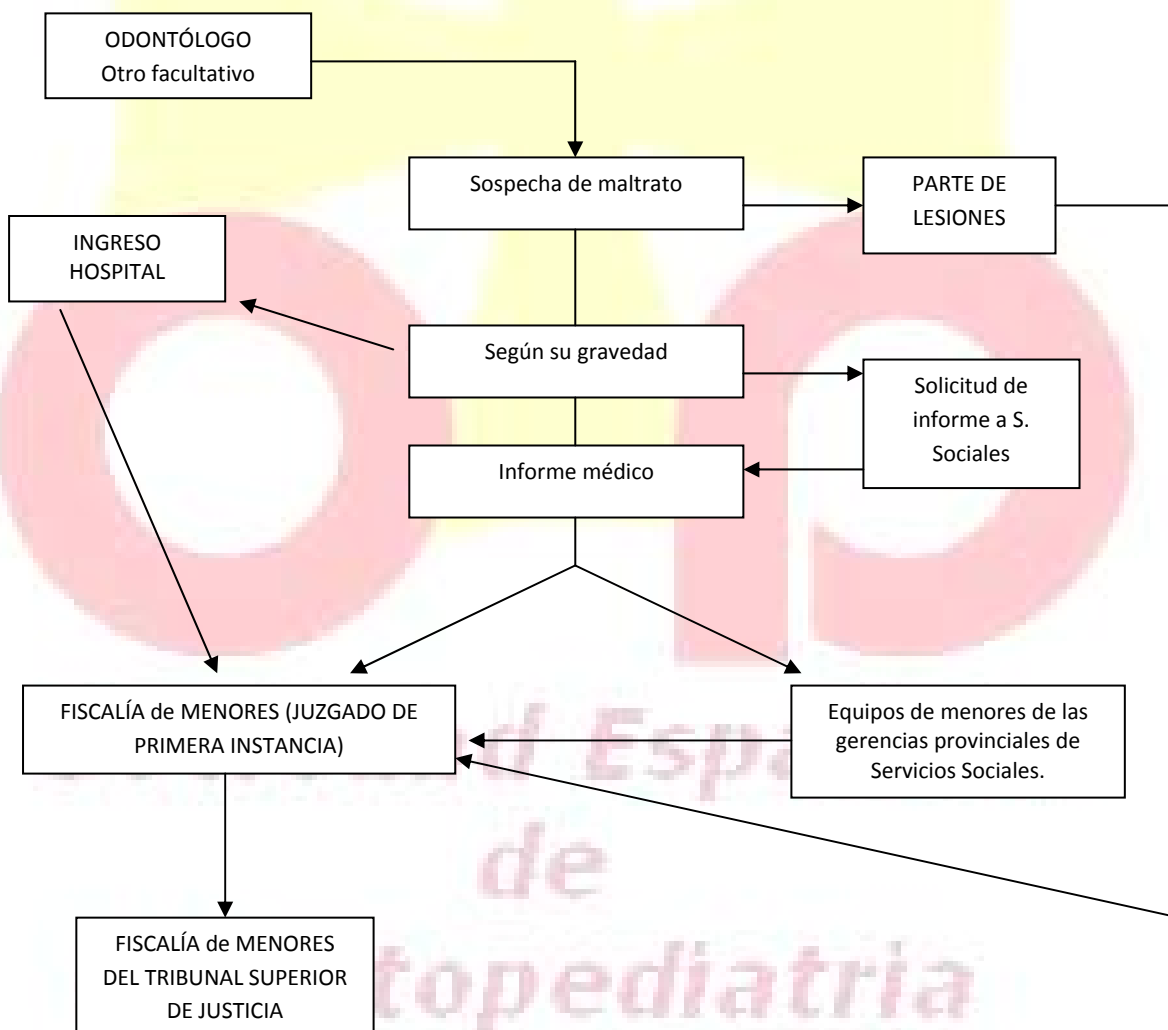 ODONTÓLOGO
Otro facultativo
Sospecha de maltrato
PARTE DE
LESIONES
INGRESO
HOSPITAL
Según su gravedad
Solicitud de
informe a S.
Sociales
Informe médico
FISCALÍA de MENORES (JUZGADO DE
PRIMERA INSTANCIA)
Equipos de menores de las
gerencias provinciales de
Servicios Sociales.
de
FISCALÍA de MENORES
DEL TRIBUNAL SUPERIOR
DE JUSTICIA
topediatria